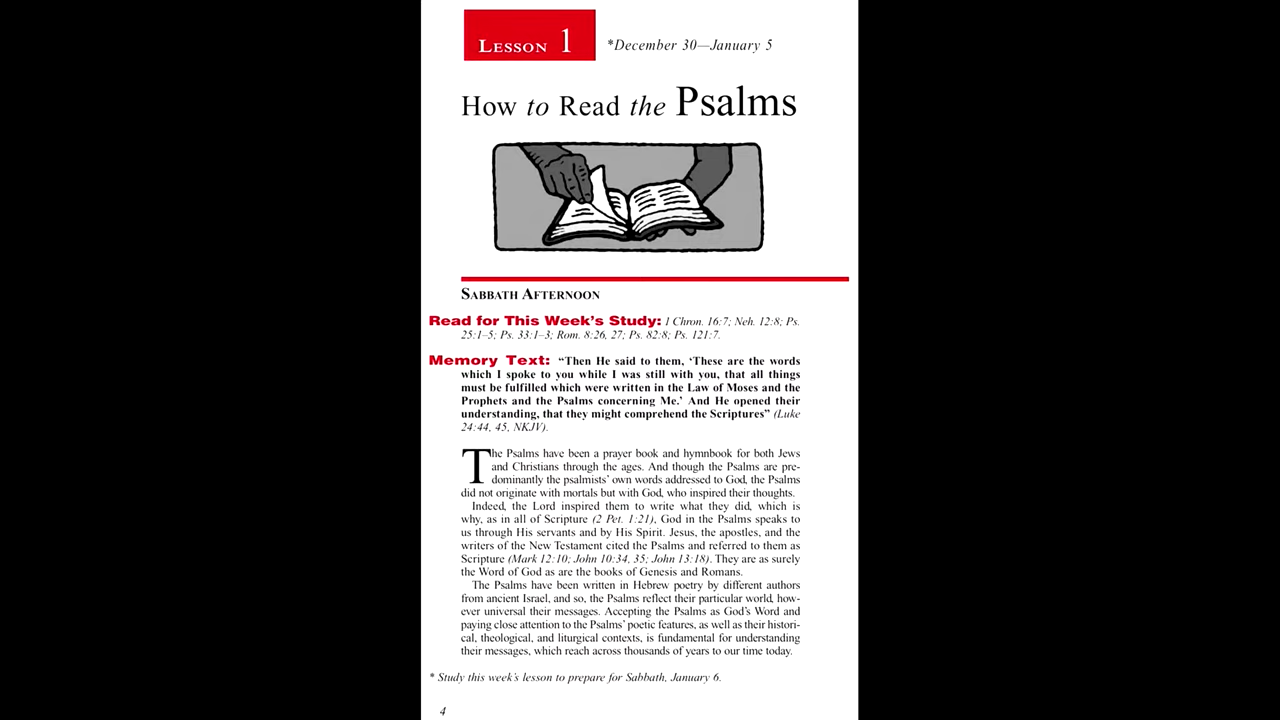 LESSON 1 *December 30—January 5
How to Read the Psalms
SABBATH AFTERNOON
Read for This Week's Study: 1 Chron. 16:7; Neh. 12:8; Ps.
25:1–5; Ps. 33:1–3; Rom. 8:26, 27; Ps. 82:8; Ps. 121:7.
Memory Text: “Then He said to them, ‘These are the words
which I spoke to you while I was still with you, that all things
must be fulfilled which were written in the Law of Moses and the
Prophets and the Psalms concerning Me.’ And He opened their
understanding, that they might comprehend the Scriptures” (Luke
24:44, 45, NKJV).
The Psalms have been a prayer book and hymnbook for both Jews
and Christians through the ages. And though the Psalms are pre-
dominantly the psalmists’ own words addressed to God, the Psalms
did not originate with mortals but with God, who inspired their thoughts.
Indeed, the Lord inspired them to write what they did, which is
why, as in all of Scripture (2 Pet. 1:21), God in the Psalms speaks to
us through His servants and by His Spirit. Jesus, the apostles, and the
writers of the New Testament cited the Psalms and referred to them as
Scripture (Mark 12:10; John 10:34, 35; John 13:18). They are as surely
the Word of God as are the books of Genesis and Romans.
The Psalms have been written in Hebrew poetry by different authors
from ancient Israel, and so, the Psalms reflect their particular world, how-
ever universal their messages. Accepting the Psalms as God’s Word and
paying close attention to the Psalms’ poetic features, as well as their histori-
cal, theological, and liturgical contexts, is fundamental for understanding
their messages, which reach across thousands of years to our time today.
* Study this week’s lesson to prepare for Sabbath, January 6.
4